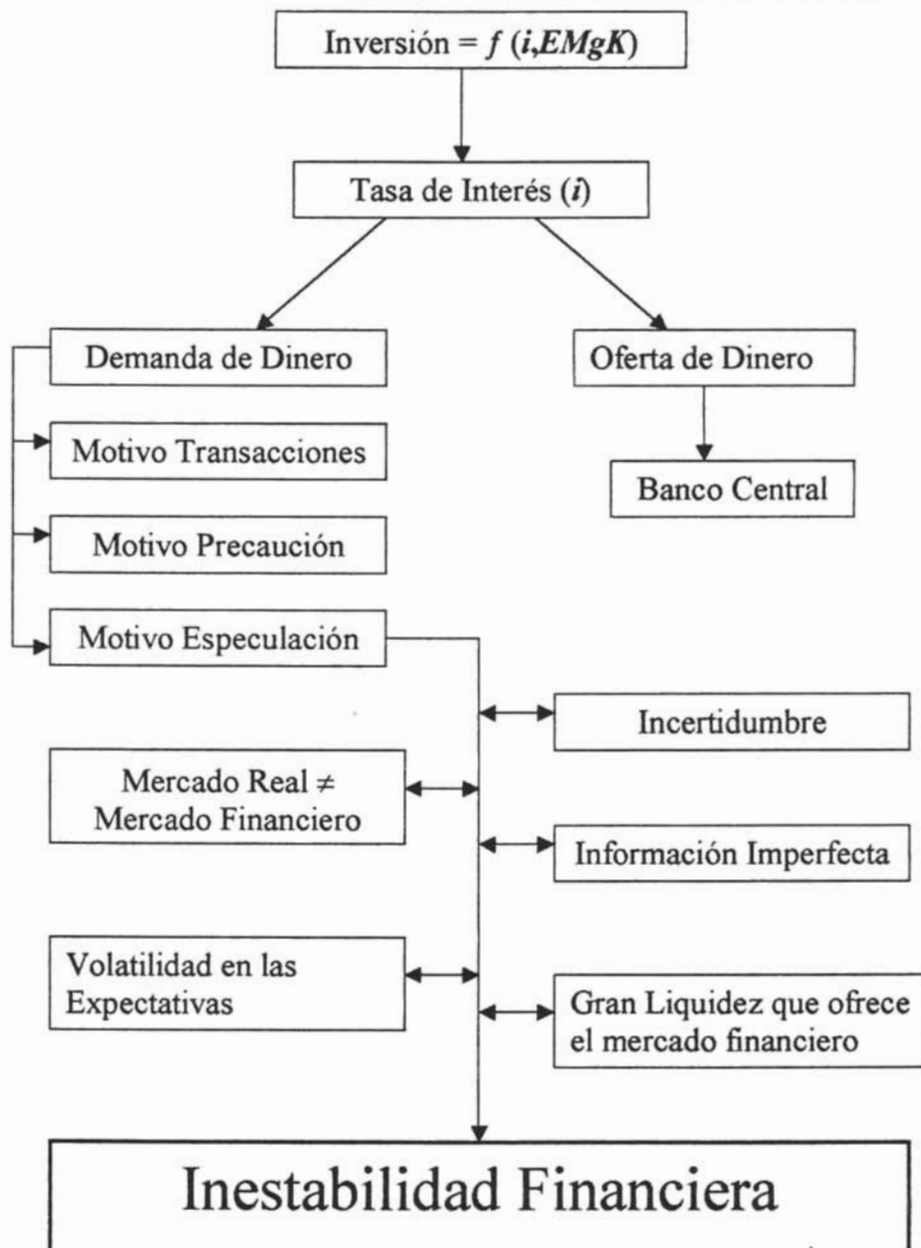 Inversión = f (i,EMgK)
Tasa de Interés (i)
Demanda de Dinero
Oferta de Dinero
Motivo Transacciones
Banco Central
Motivo Precaución
Motivo Especulación
Incertidumbre
Mercado Real ≠
Mercado Financiero
Información Imperfecta
Volatilidad en las
Expectativas
Gran Liquidez que ofrece
el mercado financiero
Inestabilidad Financiera